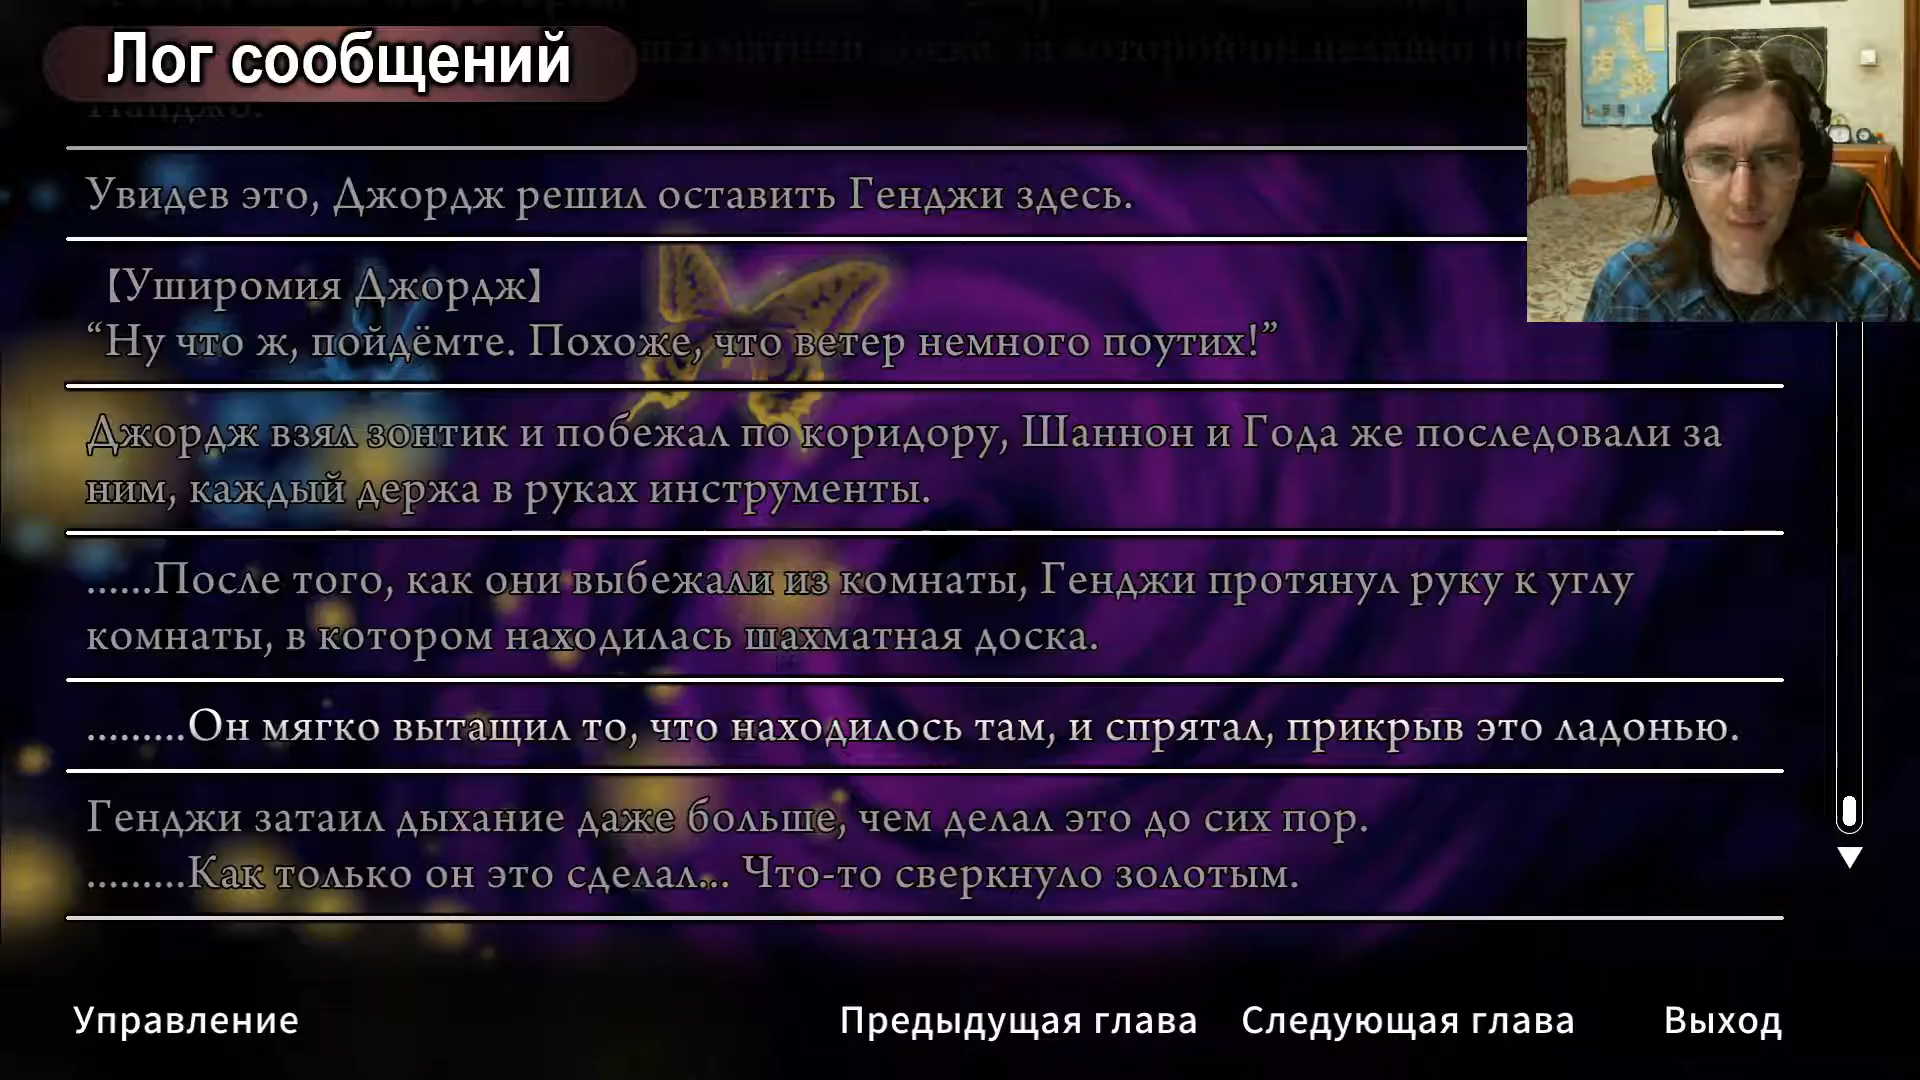 Лог сообщений
Увидев это, Джордж решил оставить Генджи здесь.
【Уширомия Джордж】
“Ну что ж, пойдёмте. Похоже, что ветер немного поутих!”
Джордж взял зонтик и побежал по коридору, Шаннон и Года же последовали за
ним, каждый держа в руках инструменты.
......После того, как они выбежали из комнаты, Генджи протянул руку к углу
комнаты, в котором находилась шахматная доска.
.........Он мягко вытащил то, что находилось там, и спрятал, прикрыв это ладонью.
Генджи затаил дыхание даже больше, чем делал это до сих пор.
.........Как только он это сделал... Что-то сверкнуло золотым.
Управление
Предыдущая глава
Следующая глава
Выход